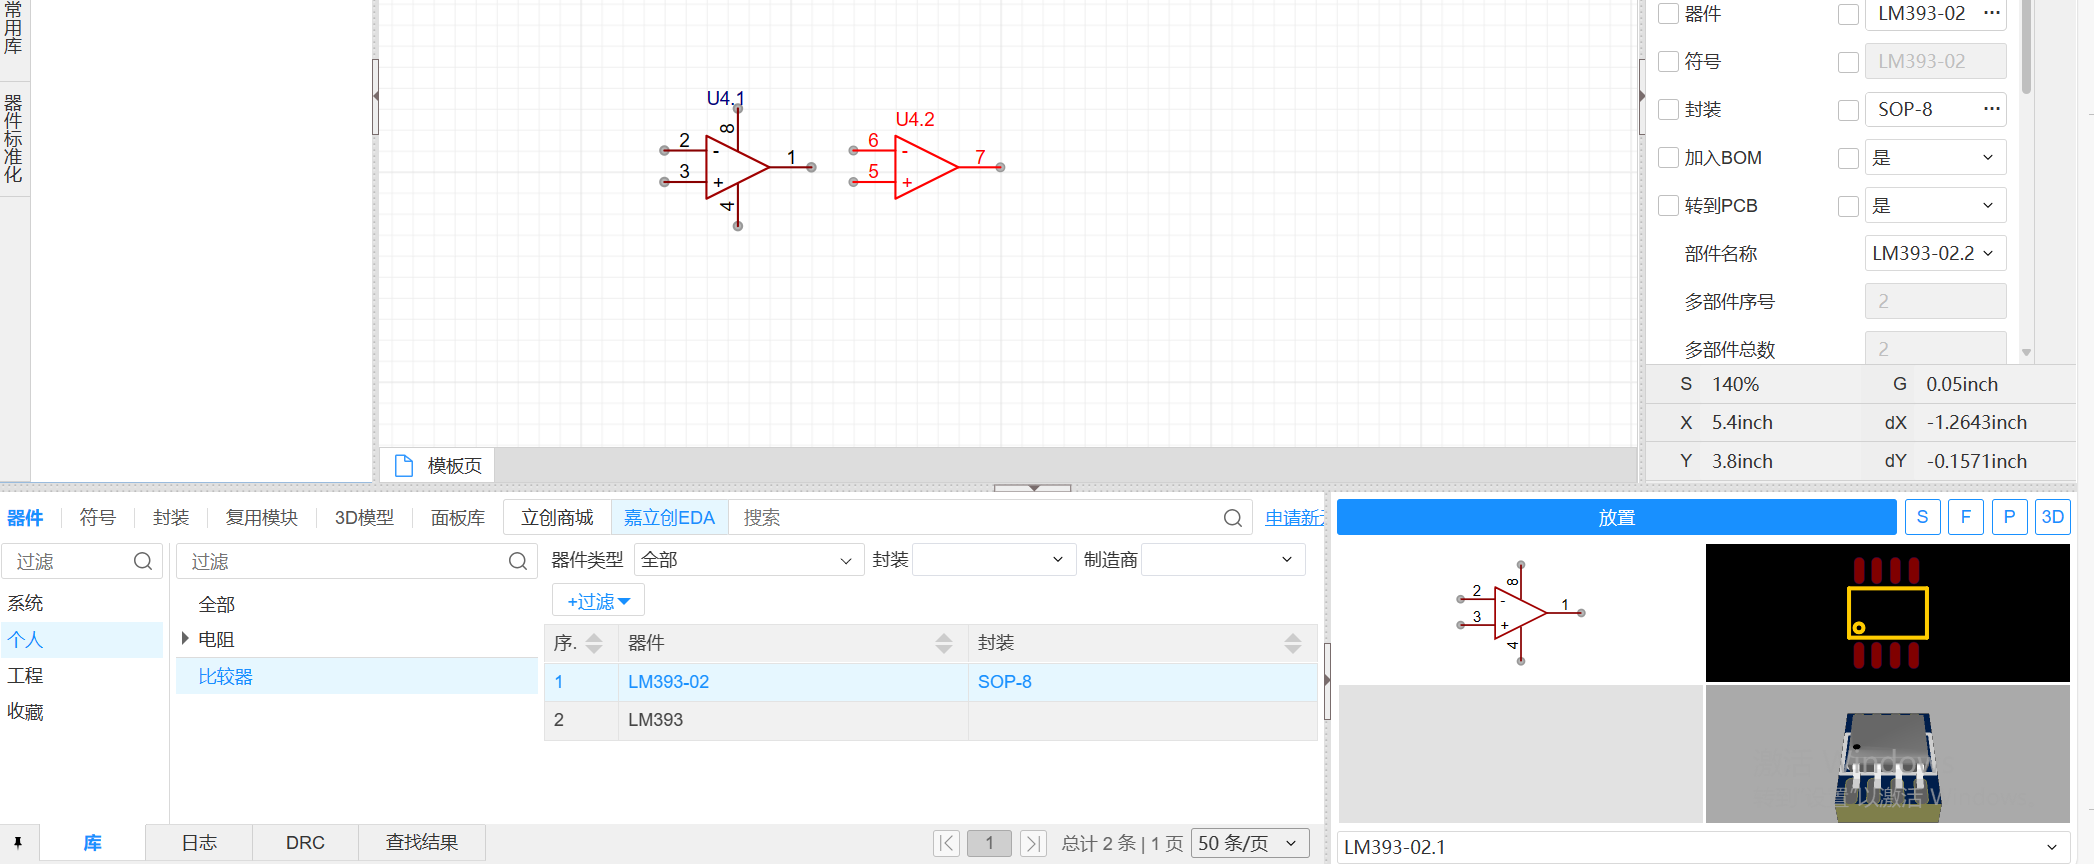 常用库
器件标准化
U4.1
8
2
-
3
+
1
4
U4.2
6
-
5
+
7
器件
LM393-02 ···
符号
LM393-02
封装
SOP-8 ···
加入BOM
是
转到PCB
是
部件名称
LM393-02.2
多部件序号
2
多部件总数
2
S 140% G 0.05inch
X 5.4inch dX -1.2643inch
Y 3.8inch dY -0.1571inch
模板页
器件 符号 封装 复用模块 3D模型 面板库 立创商城 嘉立创EDA 搜索 申请新
放置 S F P 3D
过滤
过滤
器件类型 全部 封装 制造商
+过滤
系统
个人
工程
收藏
全部
电阻
比较器
序. 器件 封装
1 LM393-02 SOP-8
2 LM393
8
2
-
3
+
1
4
库 日志 DRC 查找结果
1 总计 2 条 | 1 页 50 条/页
LM393-02.1